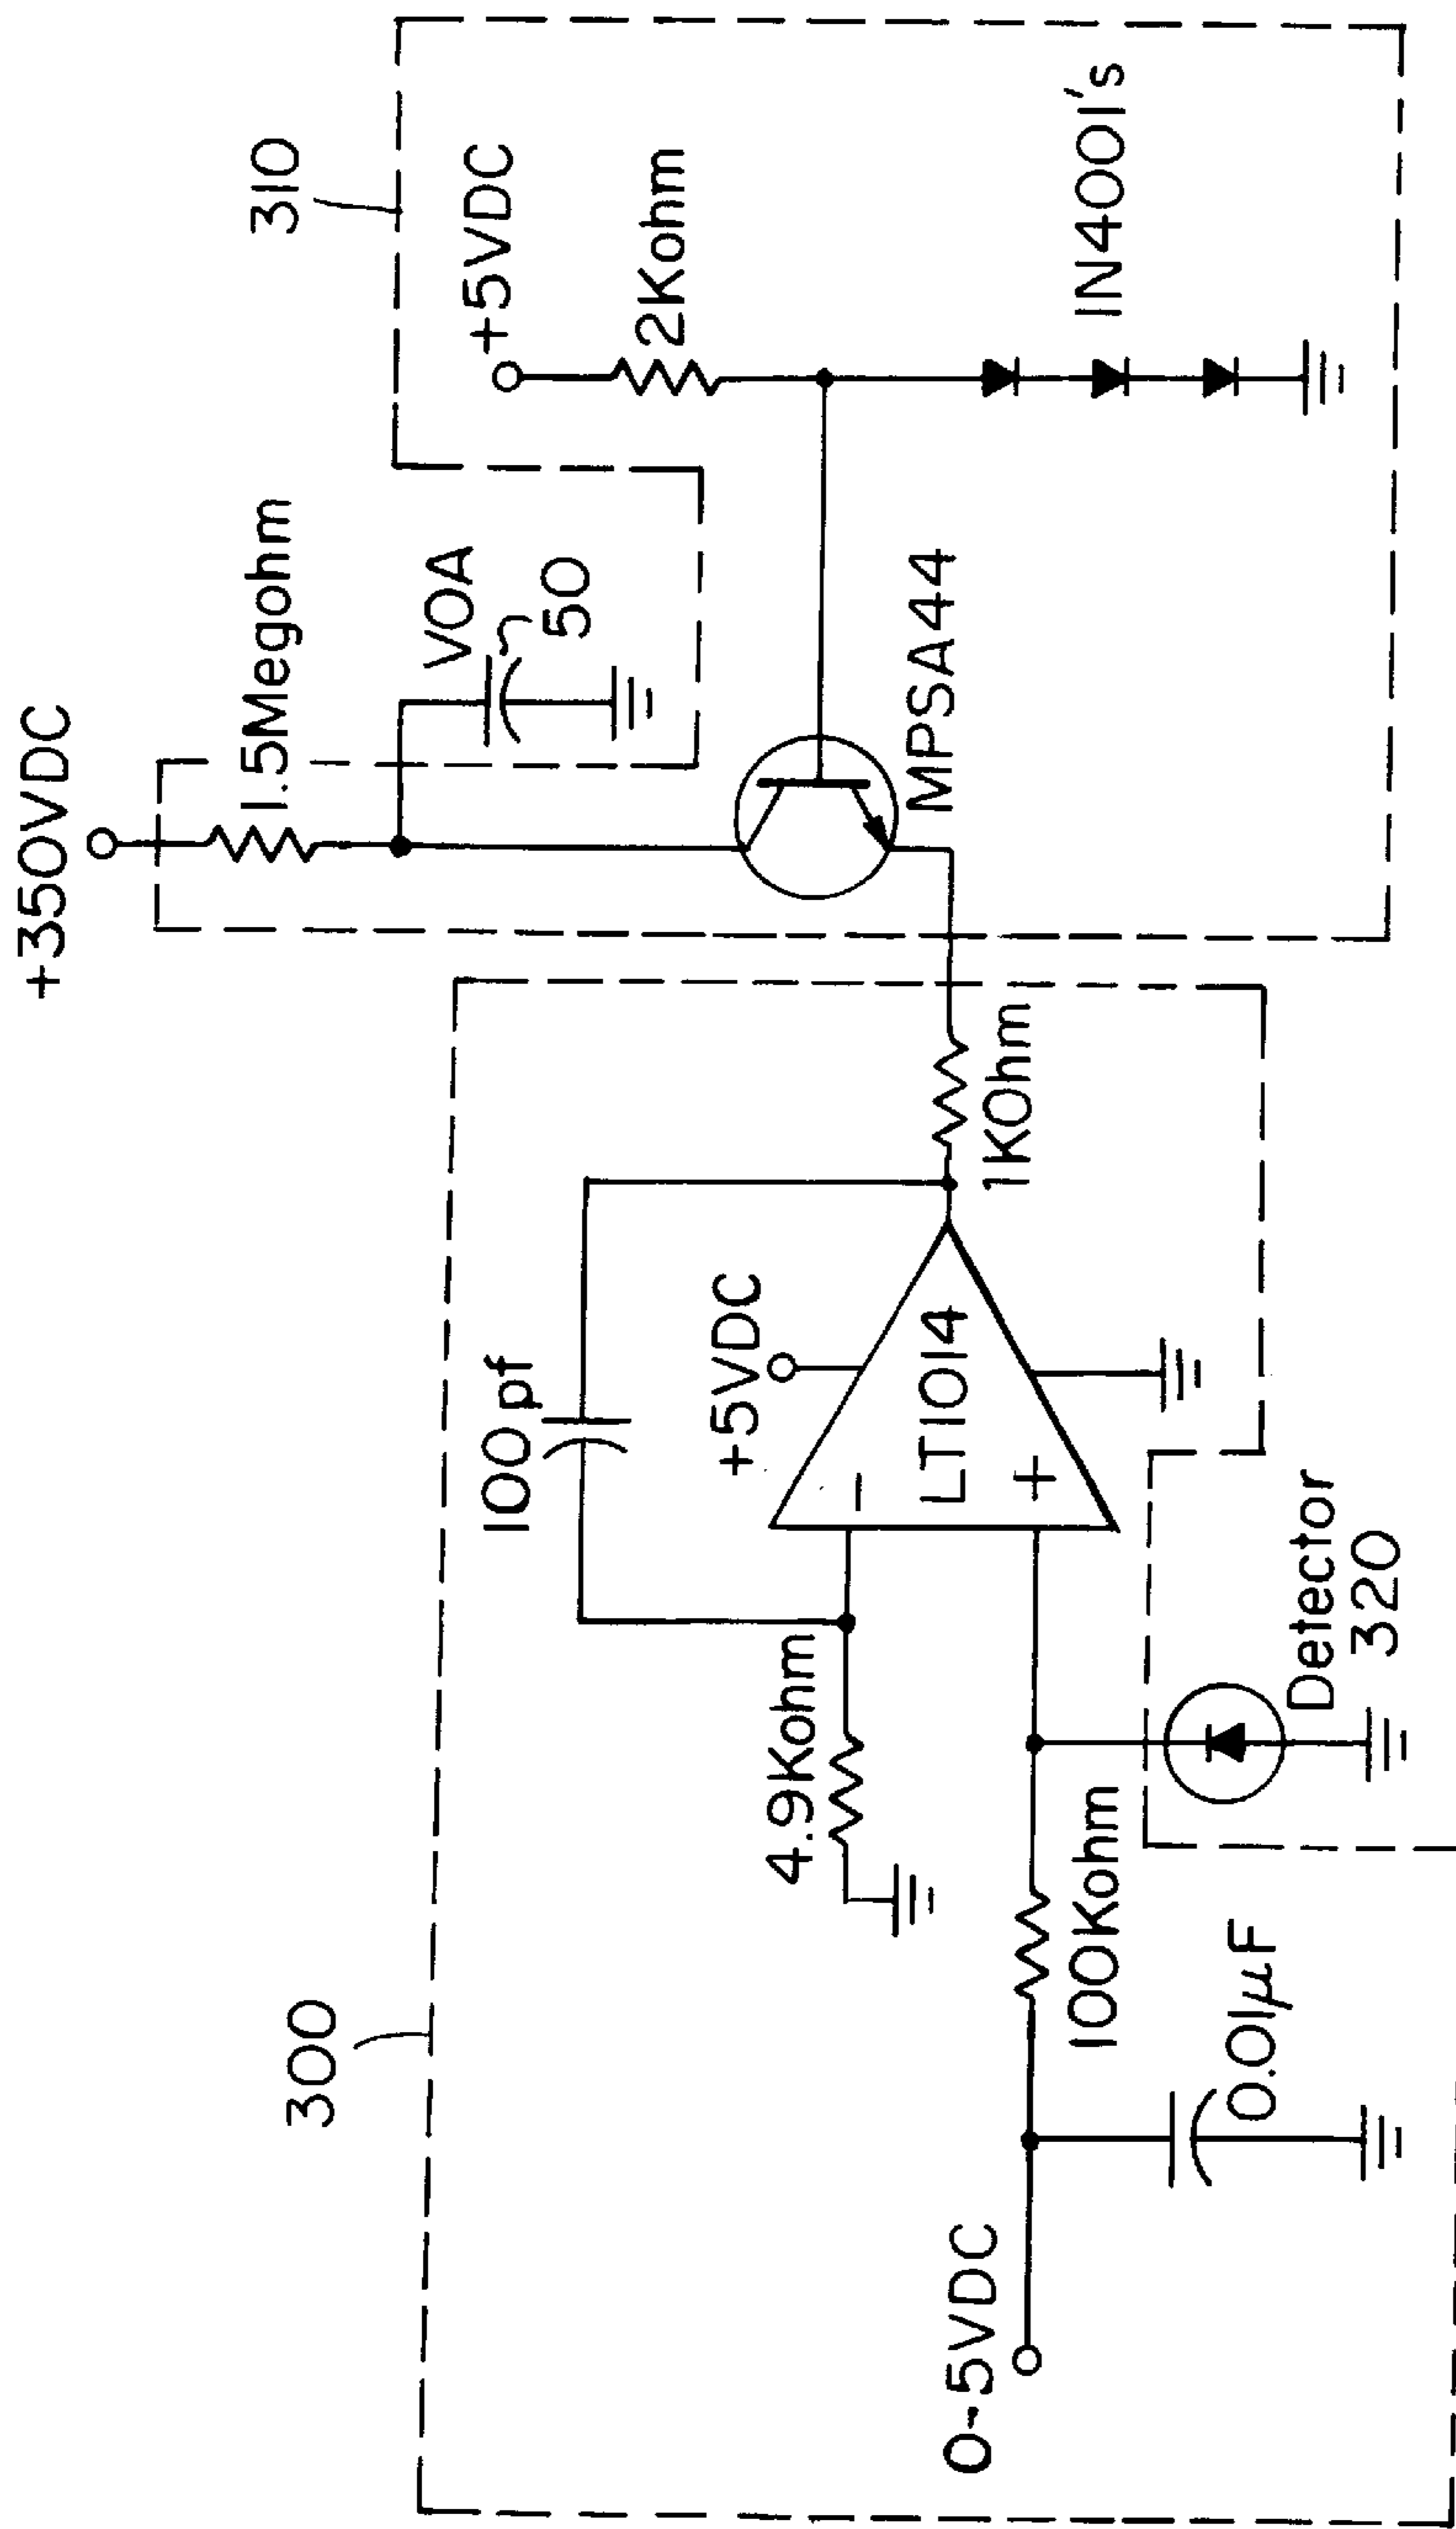 +350VDC
1.5Megohm
VOA
50
310
+5VDC
2Kohm
IN4001's
MPSA44
300
100pf
+5VDC
1KOhm
LT1014
−
+
4.9Kohm
Detector
320
100Kohm
0.01µF
0-5VDC